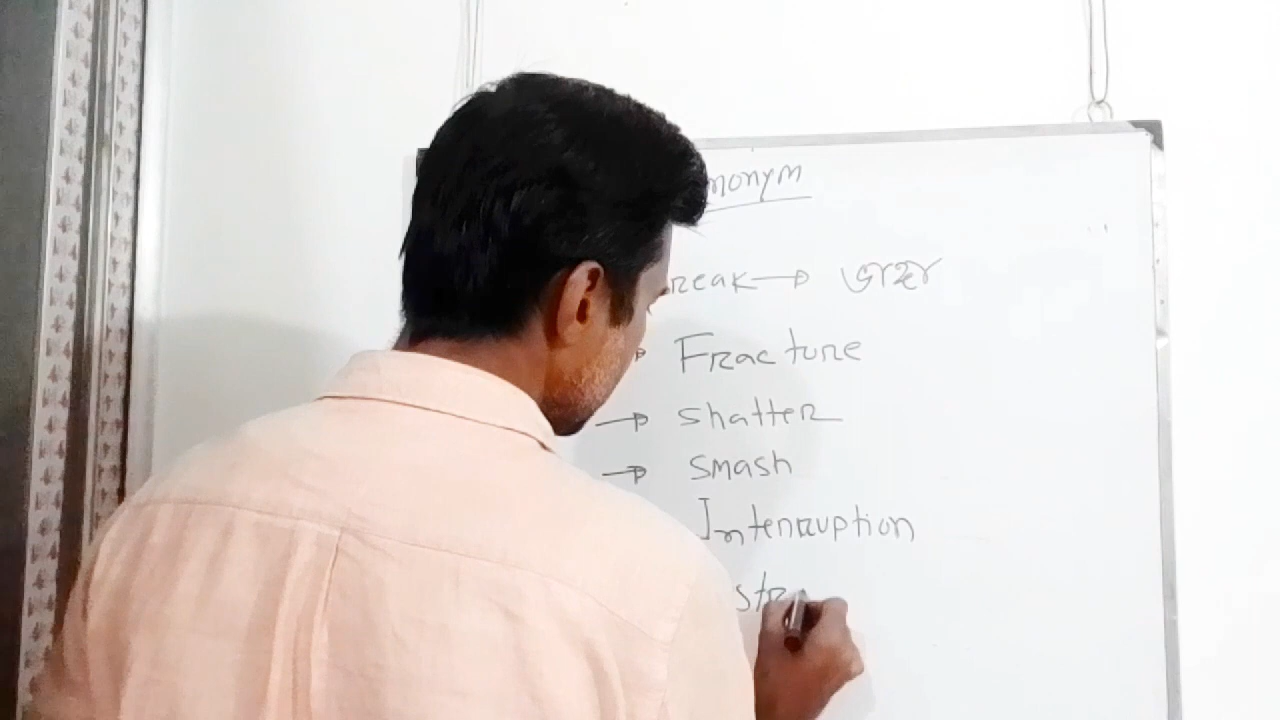 nonym
reak → ভাঙ্গা
→ Fracture
→ shatter
→ smash
Interruption
str